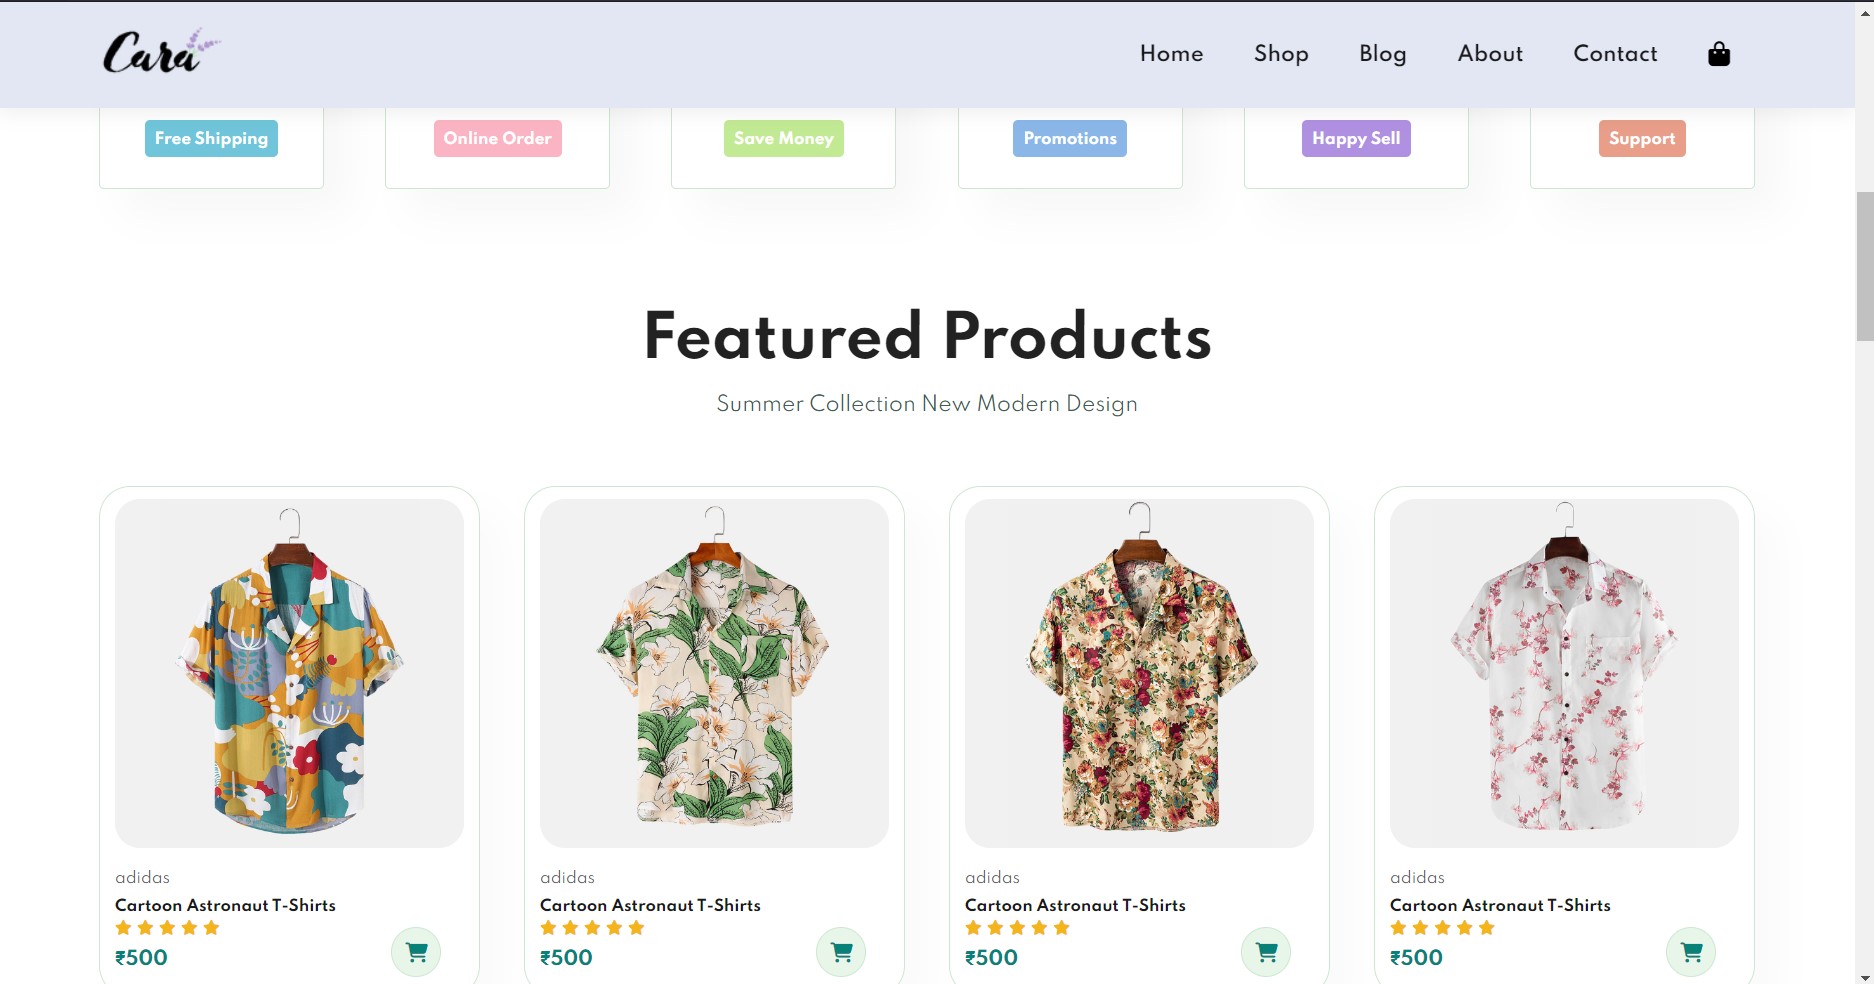 Cara
Home Shop Blog About Contact
Free Shipping Online Order Save Money Promotions Happy Sell Support
Featured Products
Summer Collection New Modern Design
adidas adidas adidas adidas
Cartoon Astronaut T-Shirts Cartoon Astronaut T-Shirts Cartoon Astronaut T-Shirts Cartoon Astronaut T-Shirts
₹500 ₹500 ₹500 ₹500